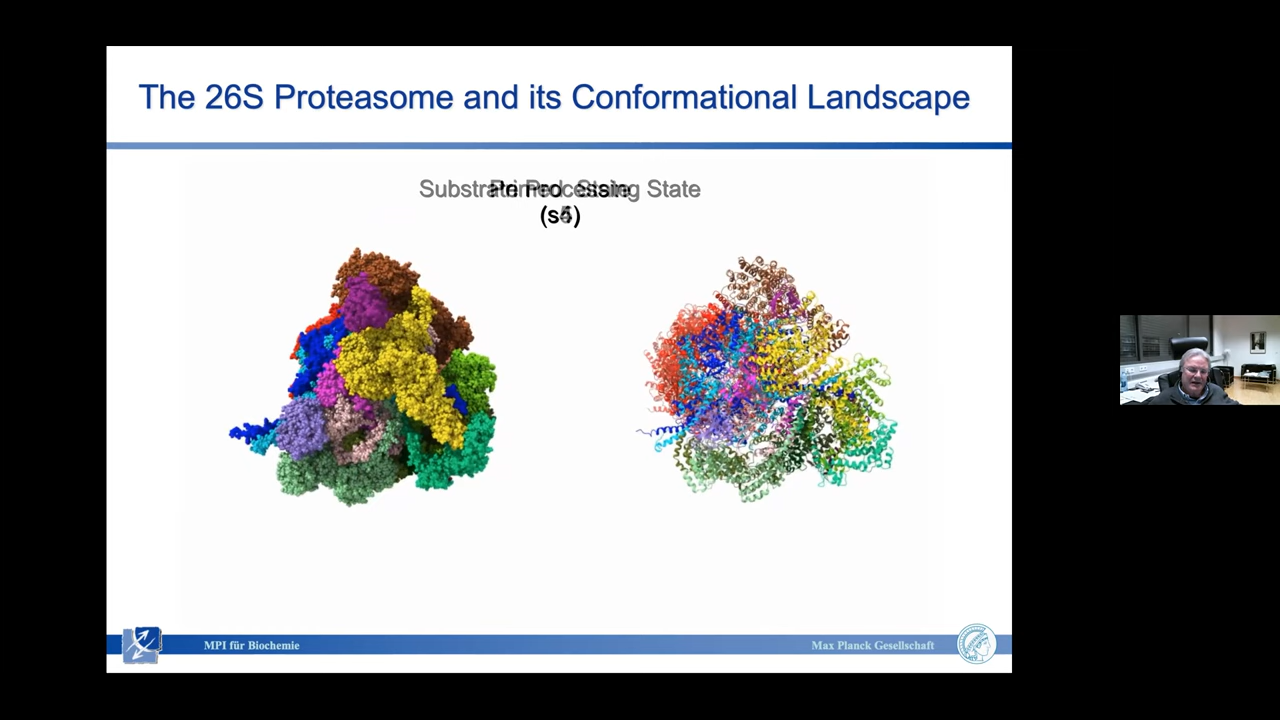 The 26S Proteasome and its Conformational Landscape
MPI für Biochemie
Max Planck Gesellschaft